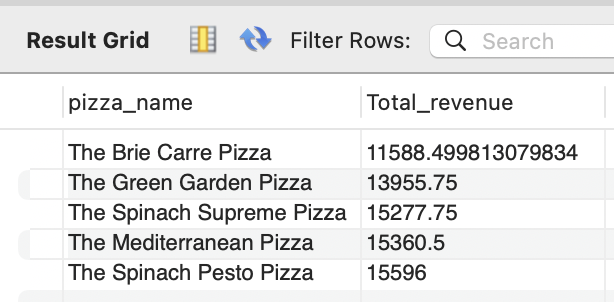 Result Grid Filter Rows: Search
pizza_name Total_revenue
The Brie Carre Pizza 11588.499813079834
The Green Garden Pizza 13955.75
The Spinach Supreme Pizza 15277.75
The Mediterranean Pizza 15360.5
The Spinach Pesto Pizza 15596